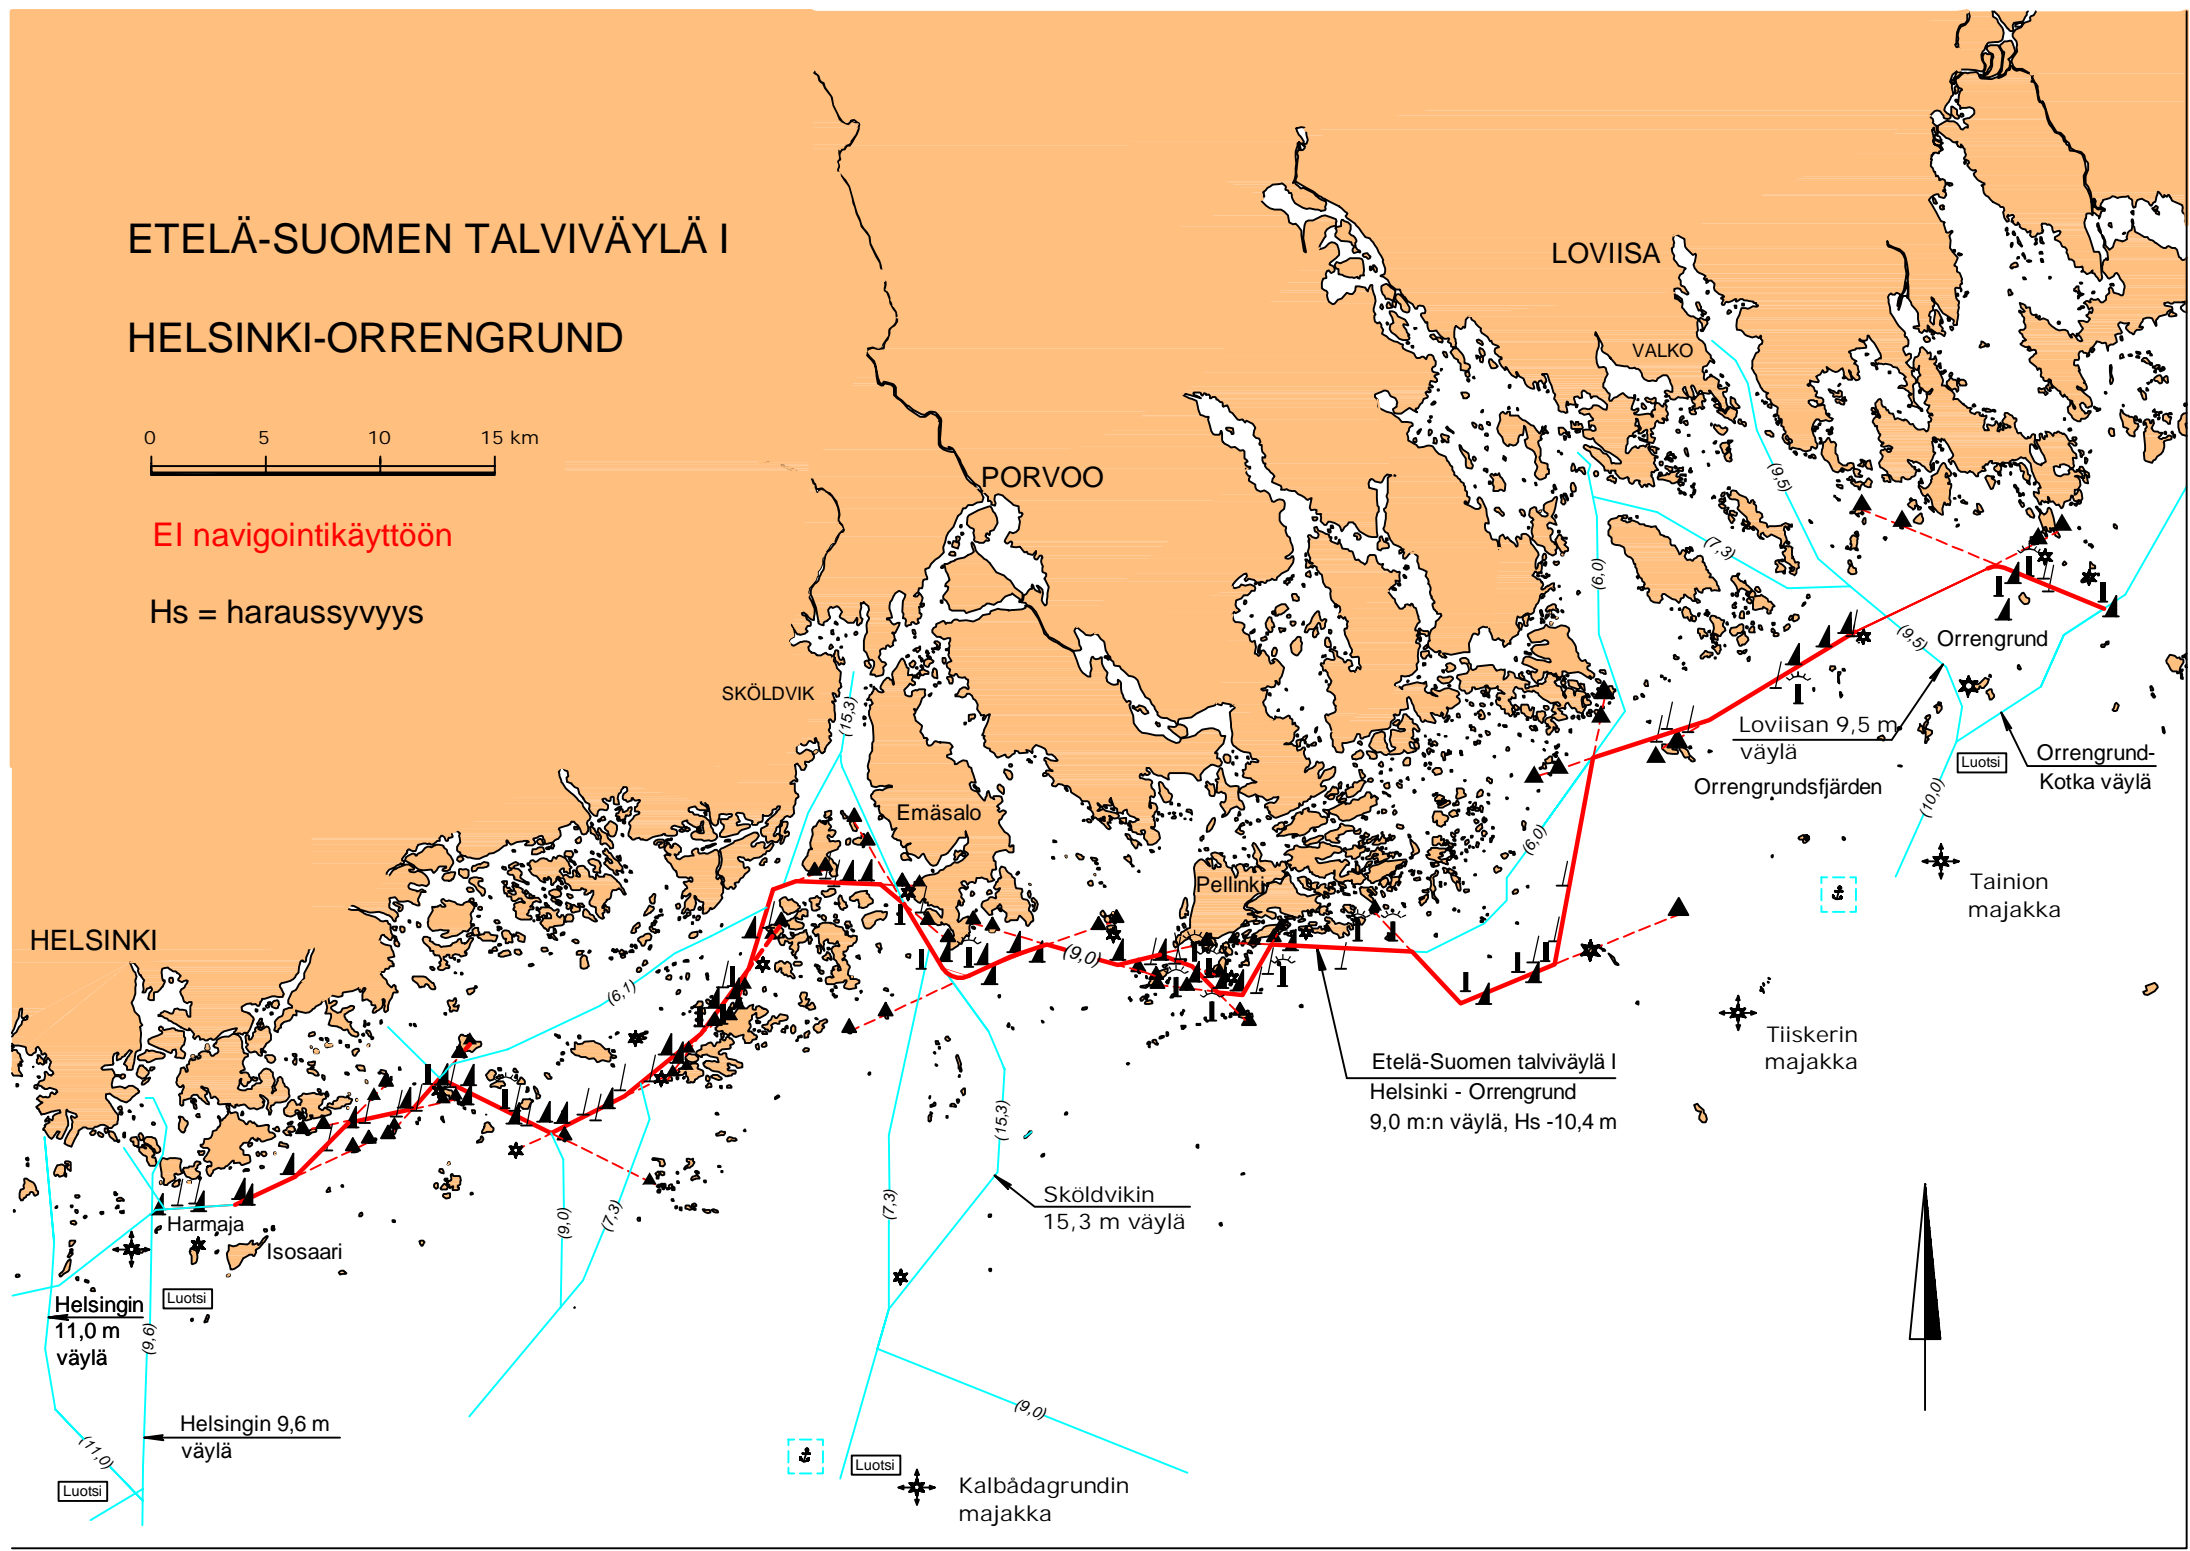 ETELÄ-SUOMEN TALVIVÄYLÄ I
HELSINKI-ORRENGRUND
0 5 10 15 km
EI navigointikäyttöön
Hs = haraussyvyys
LOVIISA
VALKO
PORVOO
SKÖLDVIK
Emäsalo
Pellinki
HELSINKI
Harmaja
Isosaari
Luotsi
Helsingin
11,0 m
väylä
Helsingin 9,6 m
väylä
Luotsi
(11,0)
(9,6)
(6,1)
(9,0)
(7,3)
(15,3)
(7,3)
(15,3)
Sköldvikin
15,3 m väylä
(9,0)
(9,0)
Luotsi
Kalbådagrundin
majakka
Etelä-Suomen talviväylä I
Helsinki - Orrengrund
9,0 m:n väylä, Hs -10,4 m
(6,0)
(6,0)
(7,3)
(9,5)
(9,5)
Orrengrund
Loviisan 9,5 m
väylä
Orrengrundsfjärden
Luotsi
Orrengrund-
Kotka väylä
(10,0)
Tainion
majakka
Tiiskerin
majakka